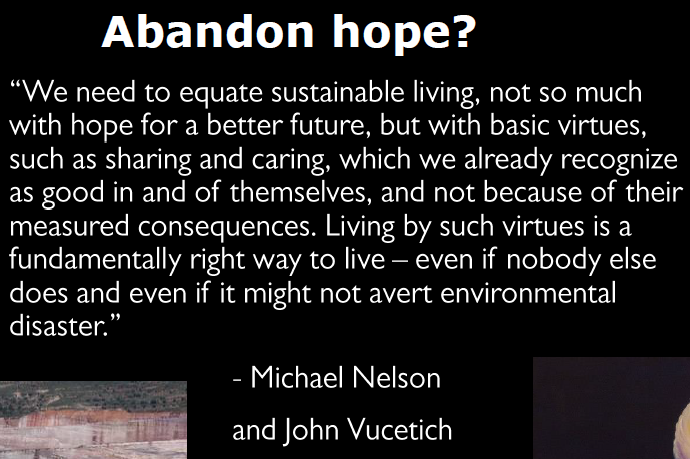 Abandon hope?
“We need to equate sustainable living, not so much
with hope for a better future, but with basic virtues,
such as sharing and caring, which we already recognize
as good in and of themselves, and not because of their
measured consequences. Living by such virtues is a
fundamentally right way to live – even if nobody else
does and even if it might not avert environmental
disaster.”
- Michael Nelson
and John Vucetich